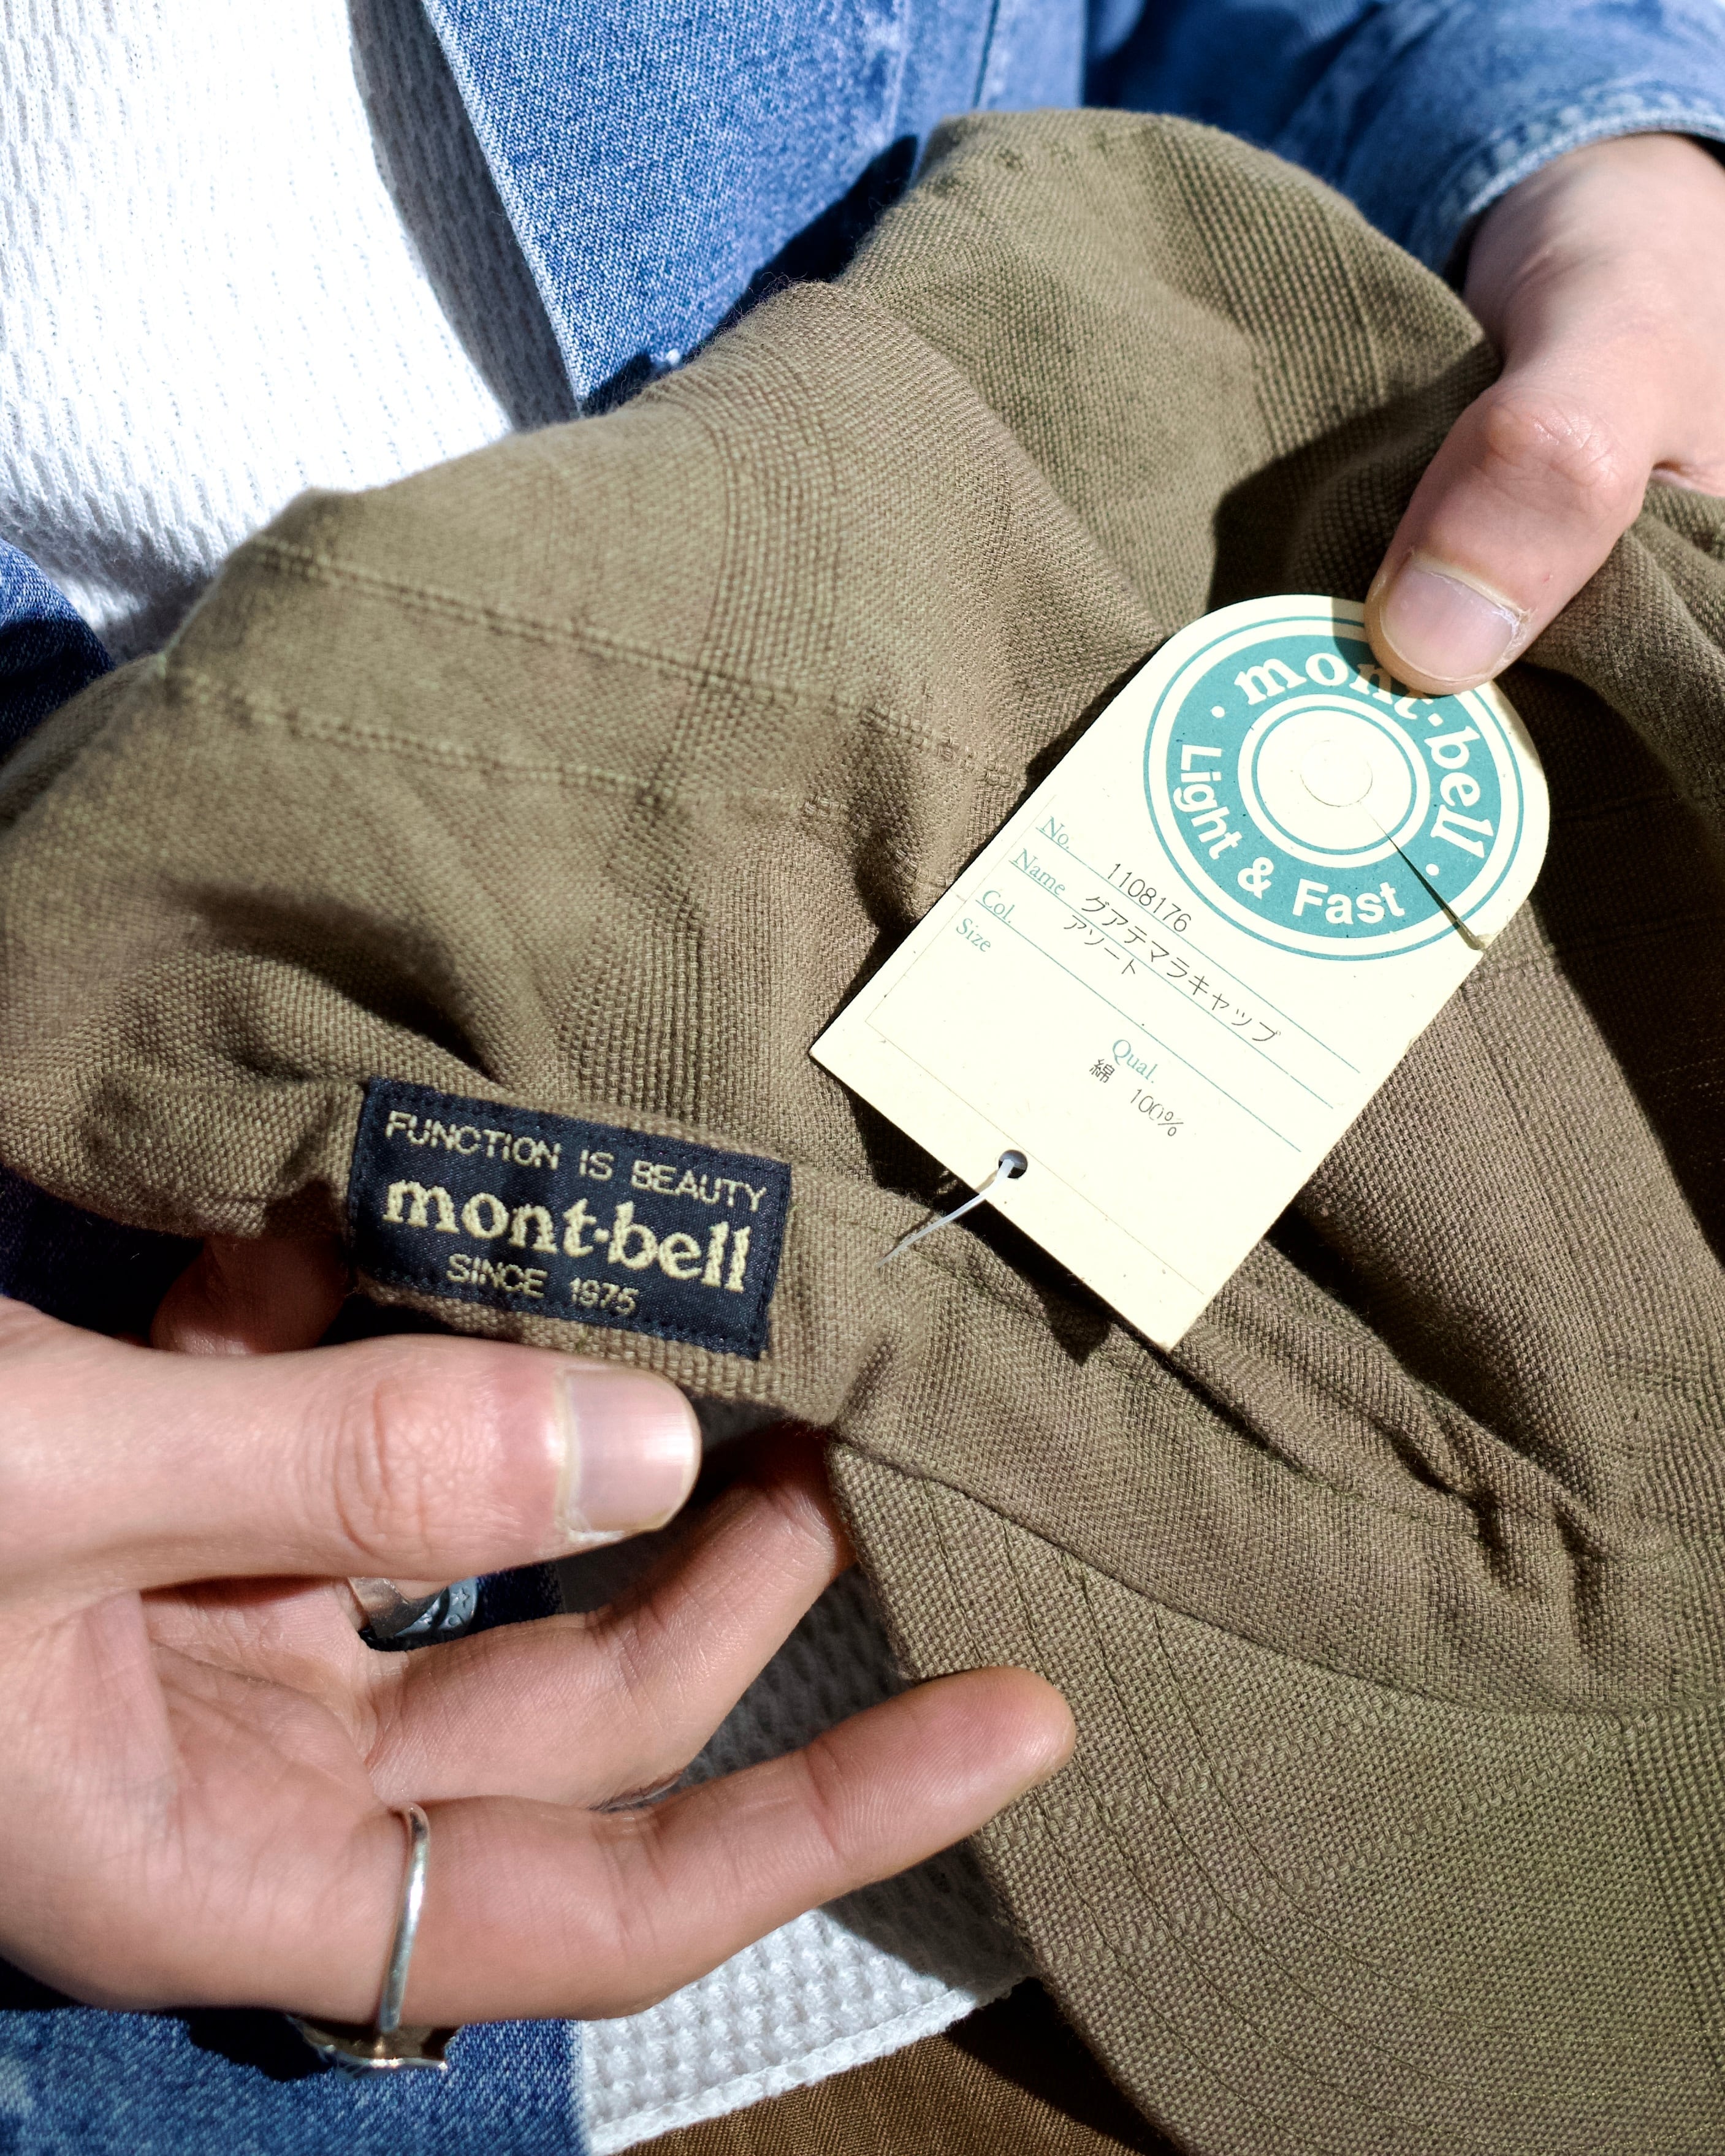 mont·bell
Light & Fast
No. 1108176
Name グアテマラキャップ
Col. アソート
Size
Qual.
綿 100%
FUNCTION IS BEAUTY
mont·bell
SINCE 1975